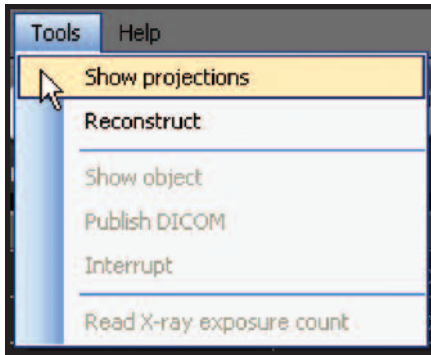 Tools Help
Show projections
Reconstruct
Show object
Publish DICOM
Interrupt
Read X-ray exposure count